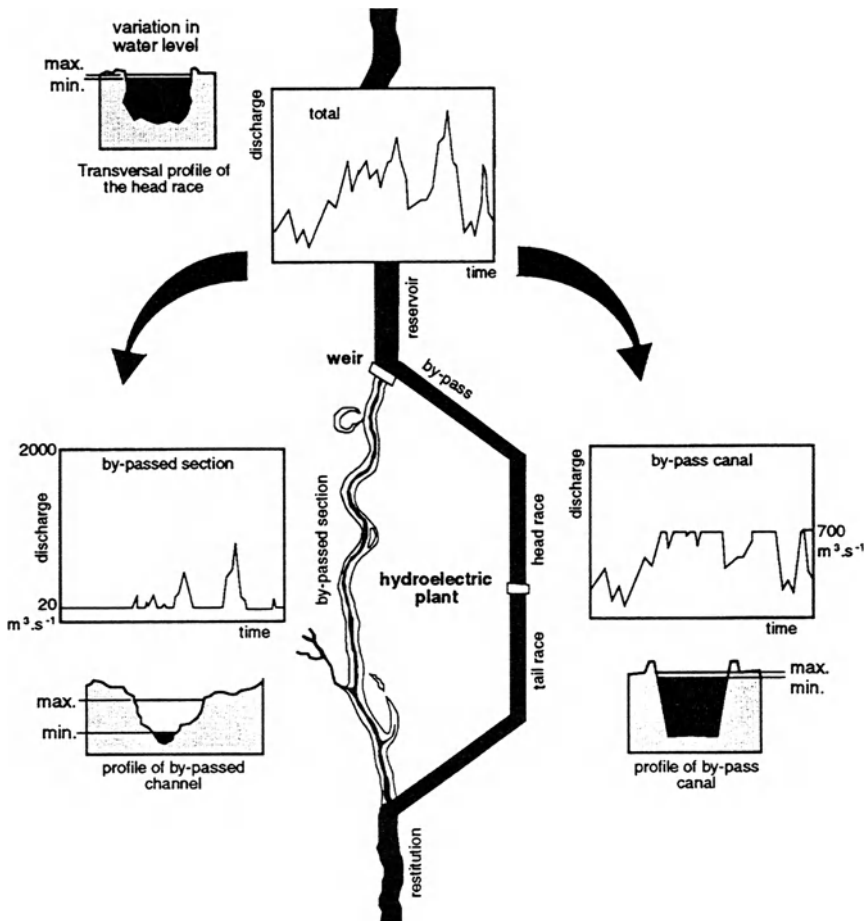 variation in
water level
max.
min.
Transversal profile of
the head race
discharge
total
time
reservoir
weir
by-pass
2000
by-passed section
discharge
20
m³.s⁻¹
time
by-passed section
head race
hydroelectric
plant
tail race
by-pass canal
700
m³.s⁻¹
time
max.
min.
profile of by-passed
channel
max.
min.
profile of by-pass
canal
restitution